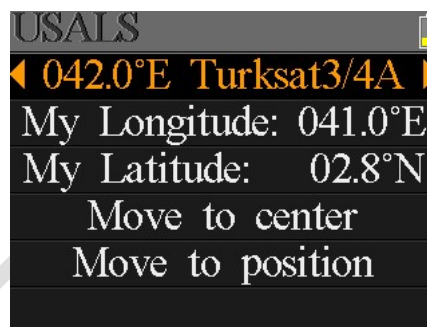 USALS
042.0°E Turksat3/4A
My Longitude: 041.0°E
My Latitude: 02.8°N
Move to center
Move to position